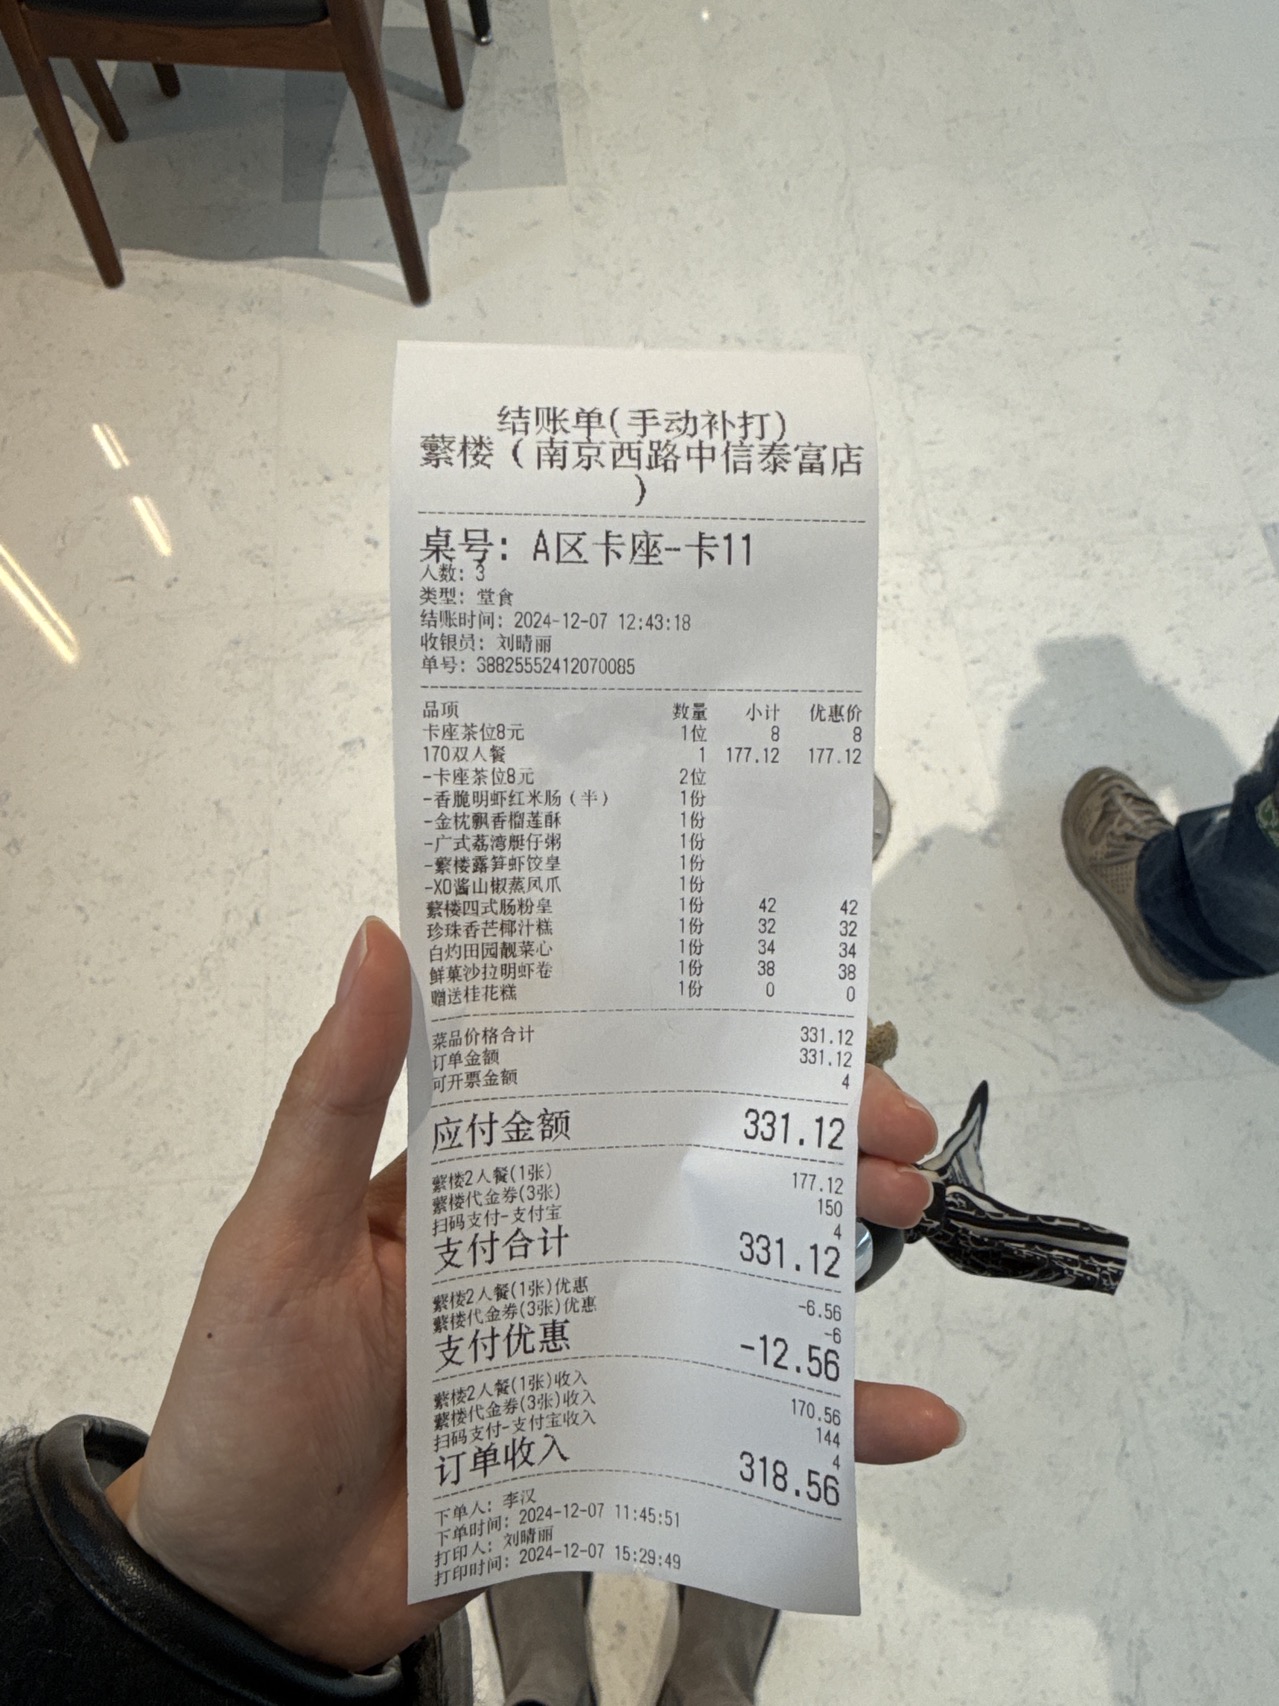 结账单(手动补打)
蘩楼（南京西路中信泰富店
）
桌号: A区卡座-卡11
人数: 3
类型: 堂食
结账时间: 2024-12-07 12:43:18
收银员: 刘晴丽
单号: 38825552412070085
品项 数量 小计 优惠价
卡座茶位8元 1位 8 8
170双人餐 1 177.12 177.12
-卡座茶位8元 2位
-香脆明虾红米肠（半） 1份
-金枕飘香榴莲酥 1份
-广式荔湾艇仔粥 1份
-蘩楼露笋虾饺皇 1份
-XO酱山椒蒸凤爪 1份
蘩楼四式肠粉皇 1份 42 42
珍珠香芒椰汁糕 1份 32 32
白灼田园靓菜心 1份 34 34
鲜菓沙拉明虾卷 1份 38 38
赠送桂花糕 1份 0 0
菜品价格合计 331.12
订单金额 331.12
可开票金额 4
应付金额 331.12
蘩楼2人餐(1张) 177.12
蘩楼代金券(3张) 150
扫码支付-支付宝 4
支付合计 331.12
蘩楼2人餐(1张)优惠 -6.56
蘩楼代金券(3张)优惠 -6
支付优惠 -12.56
蘩楼2人餐(1张)收入 170.56
蘩楼代金券(3张)收入 144
扫码支付-支付宝收入 4
订单收入 318.56
下单人: 李汉
下单时间: 2024-12-07 11:45:51
打印人: 刘晴丽
打印时间: 2024-12-07 15:29:49